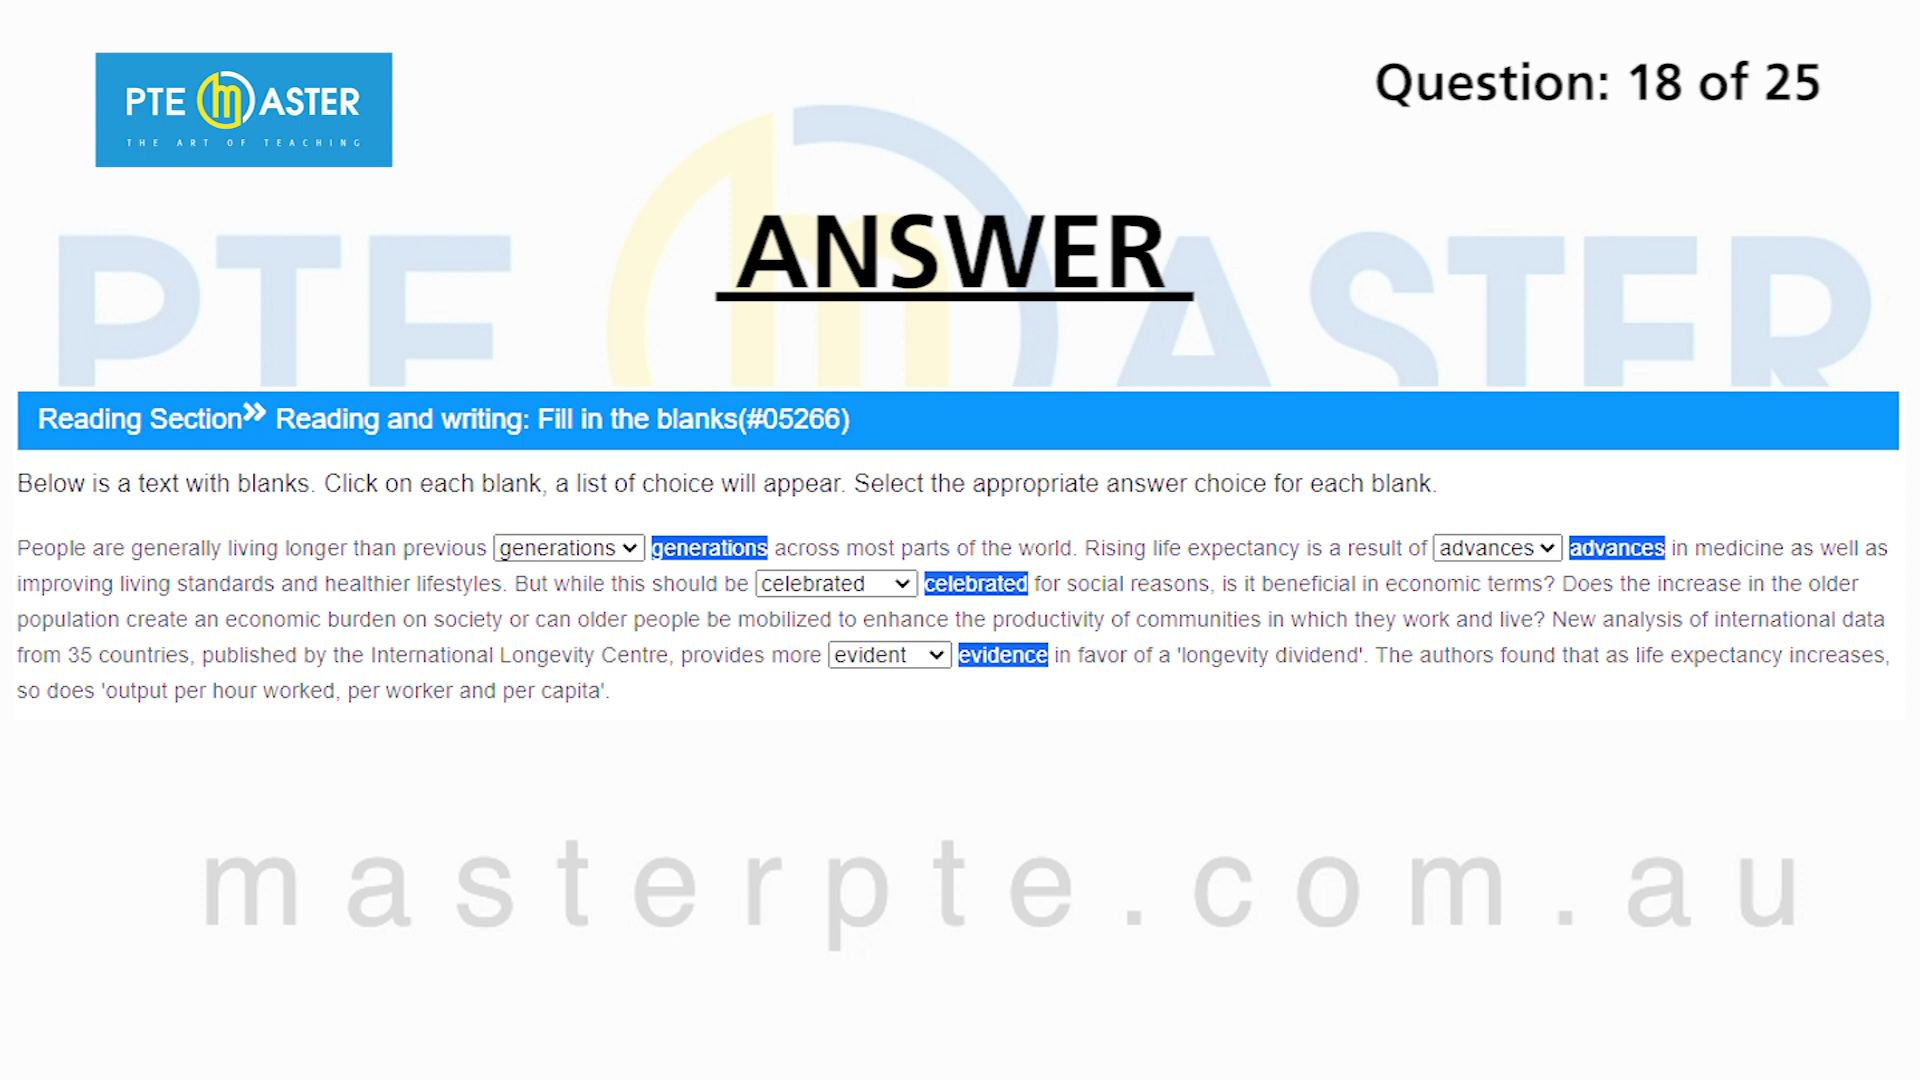 PTE MASTER
THE ART OF TEACHING
Question: 18 of 25
PTE MASTER
ANSWER
Reading Section» Reading and writing: Fill in the blanks(#05266)
Below is a text with blanks. Click on each blank, a list of choice will appear. Select the appropriate answer choice for each blank.
People are generally living longer than previous generations generations across most parts of the world. Rising life expectancy is a result of advances advances in medicine as well as
improving living standards and healthier lifestyles. But while this should be celebrated celebrated for social reasons, is it beneficial in economic terms? Does the increase in the older
population create an economic burden on society or can older people be mobilized to enhance the productivity of communities in which they work and live? New analysis of international data
from 35 countries, published by the International Longevity Centre, provides more evident evidence in favor of a 'longevity dividend'. The authors found that as life expectancy increases,
so does 'output per hour worked, per worker and per capita'.
masterpte.com.au